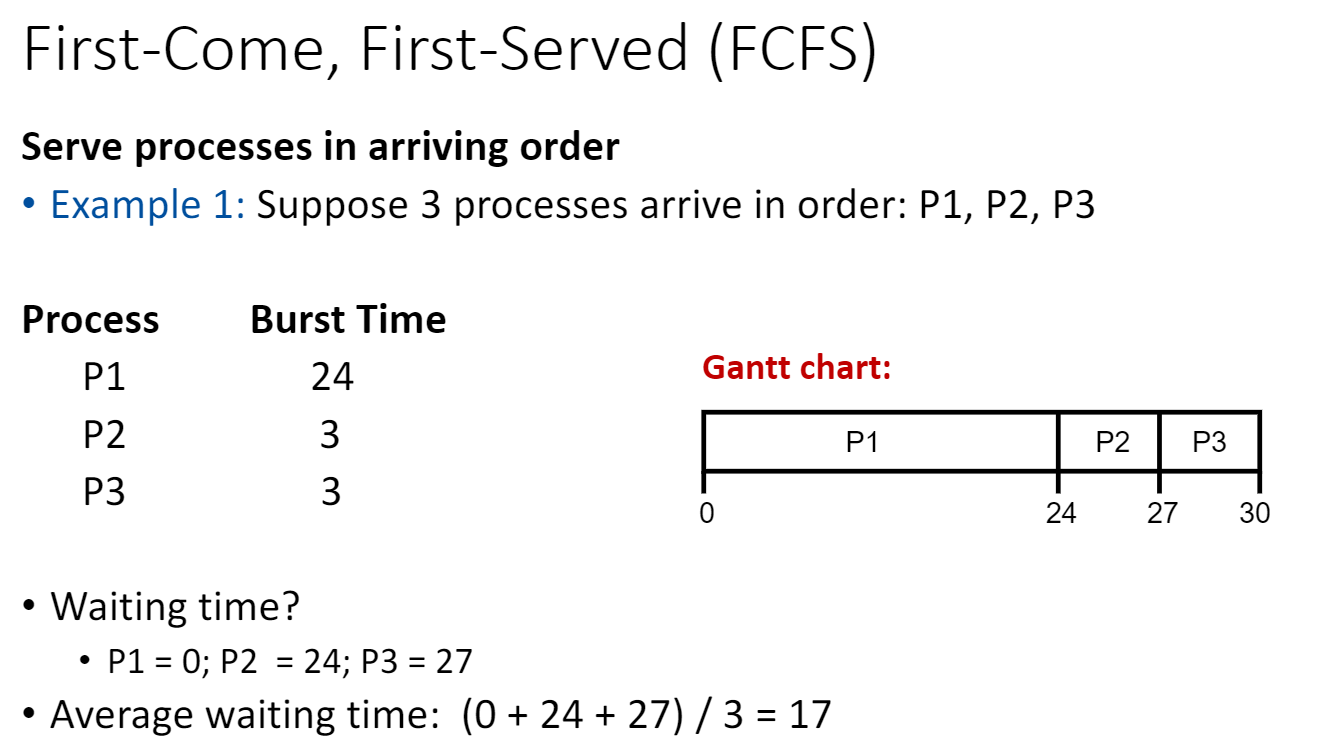 First-Come, First-Served (FCFS)
Serve processes in arriving order
• Example 1: Suppose 3 processes arrive in order: P1, P2, P3
Process Burst Time
P1 24
P2 3
P3 3
Gantt chart:
P1 P2 P3
0 24 27 30
• Waiting time?
• P1 = 0; P2 = 24; P3 = 27
• Average waiting time: (0 + 24 + 27) / 3 = 17